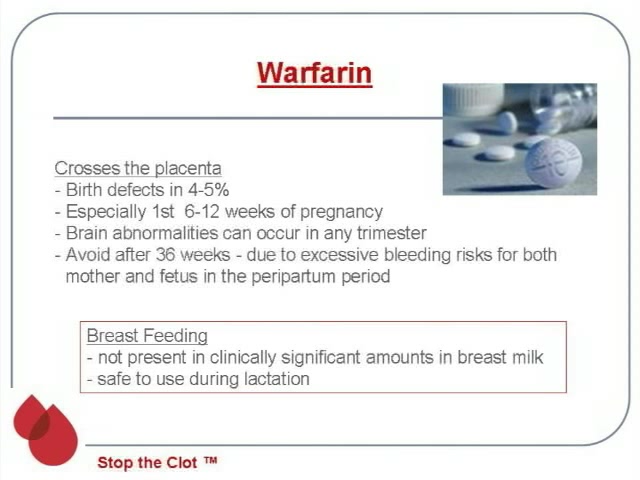 Warfarin
Crosses the placenta
- Birth defects in 4-5%
- Especially 1st 6-12 weeks of pregnancy
- Brain abnormalities can occur in any trimester
- Avoid after 36 weeks - due to excessive bleeding risks for both
mother and fetus in the peripartum period
Breast Feeding
- not present in clinically significant amounts in breast milk
- safe to use during lactation
Stop the Clot ™